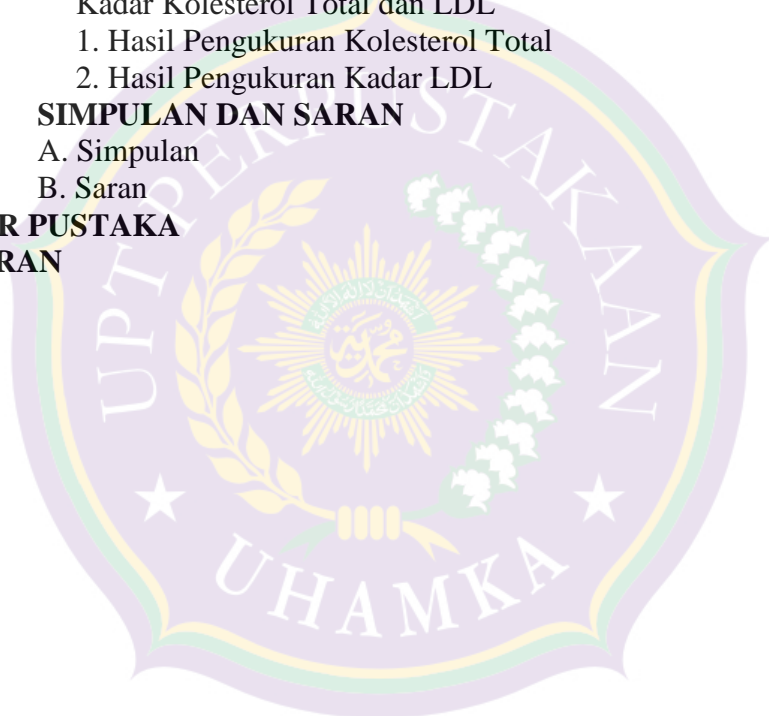 Kadar Kolesterol Total dan LDL
1. Hasil Pengukuran Kolesterol Total
2. Hasil Pengukuran Kadar LDL
SIMPULAN DAN SARAN
A. Simpulan
B. Saran
R PUSTAKA
RAN
UPT PERPUSTAKAAN
UHAMKA